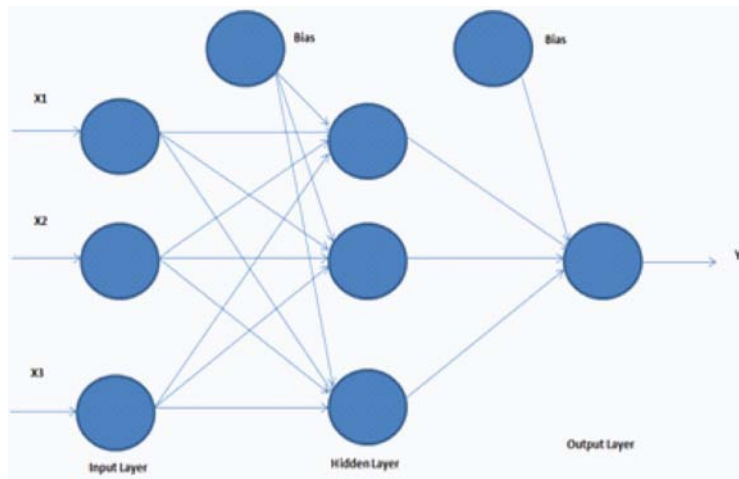 Bias
Bias
X1
X2
Y
X3
Output Layer
Input Layer
Hidden Layer